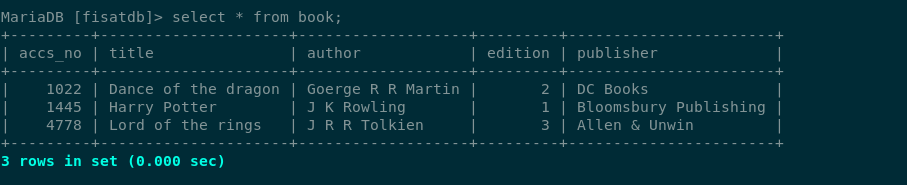 MariaDB [fisatdb]> select * from book;
+---------+---------------------+-------------------+---------+-----------------------+
| accs_no | title               | author            | edition | publisher             |
+---------+---------------------+-------------------+---------+-----------------------+
|    1022 | Dance of the dragon | Goerge R R Martin |       2 | DC Books              |
|    1445 | Harry Potter        | J K Rowling       |       1 | Bloomsbury Publishing |
|    4778 | Lord of the rings   | J R R Tolkien     |       3 | Allen & Unwin         |
+---------+---------------------+-------------------+---------+-----------------------+
3 rows in set (0.000 sec)